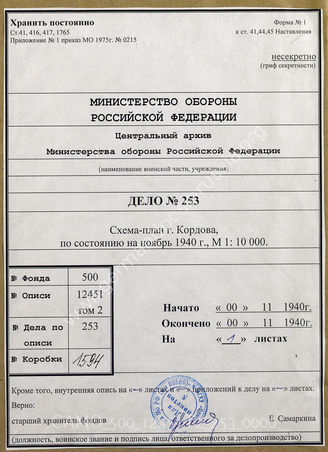 Хранить постоянно
Ст.41, 416, 417, 1765
Приложение № 1 приказ МО 1975г. № 0215
Форма № 1
к ст. 41,44,45 Наставления
несекретно
(гриф секретности)
МИНИСТЕРСТВО ОБОРОНЫ
РОССИЙСКОЙ ФЕДЕРАЦИИ
Центральный архив
Министерства обороны Российской Федерации
(наименование воинской части, учреждения)
ДЕЛО № 253
Схема-план г. Кордова,
по состоянию на ноябрь 1940 г., М 1: 10 000.
№ Фонда 500
№ Описи 12451
том 2
№ Дела по описи 253
№ Коробки 1594
Начато « 00 » 11 1940г.
Окончено « 00 » 11 1940г.
На « 1 » листах
Кроме того, внутренняя опись на «–» листах и «–» приложений к делу на «–» листах.
Верно:
старший хранитель фондов
Е. Самаркина
(должность, воинское звание и подпись лица, ответственного за делопроизводство)